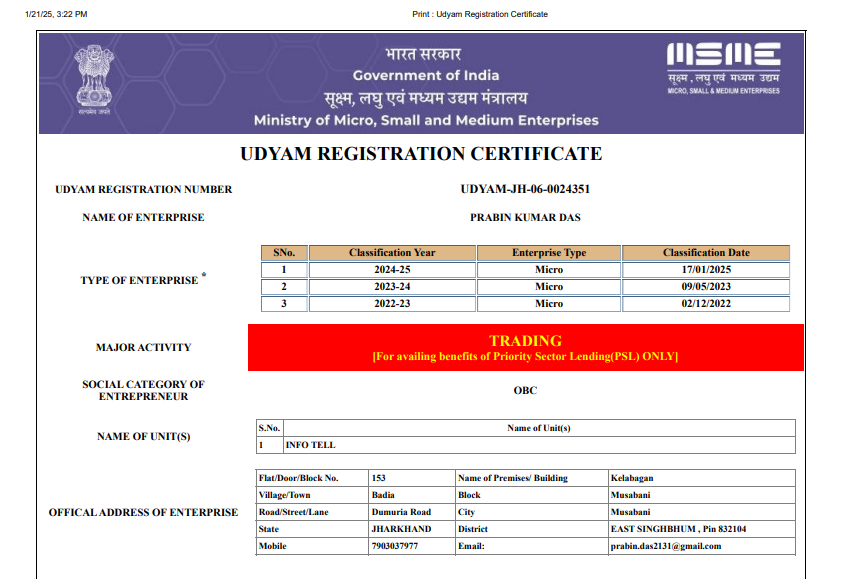 1/21/25, 3:22 PM Print : Udyam Registration Certificate
भारत सरकार
Government of India
सूक्ष्म, लघु एवं मध्यम उद्यम मंत्रालय
Ministry of Micro, Small and Medium Enterprises
सत्यमेव जयते
MSME
सूक्ष्म, लघु एवं मध्यम उद्यम
MICRO, SMALL & MEDIUM ENTERPRISES
UDYAM REGISTRATION CERTIFICATE
UDYAM REGISTRATION NUMBER UDYAM-JH-06-0024351
NAME OF ENTERPRISE PRABIN KUMAR DAS
TYPE OF ENTERPRISE *
SNo. Classification Year Enterprise Type Classification Date
1 2024-25 Micro 17/01/2025
2 2023-24 Micro 09/05/2023
3 2022-23 Micro 02/12/2022
MAJOR ACTIVITY
TRADING
[For availing benefits of Priority Sector Lending(PSL) ONLY]
SOCIAL CATEGORY OF
ENTREPRENEUR
OBC
NAME OF UNIT(S)
S.No. Name of Unit(s)
1 INFO TELL
OFFICAL ADDRESS OF ENTERPRISE
Flat/Door/Block No. 153 Name of Premises/ Building Kelabagan
Village/Town Badia Block Musabani
Road/Street/Lane Dumuria Road City Musabani
State JHARKHAND District EAST SINGHBHUM , Pin 832104
Mobile 7903037977 Email: prabin.das2131@gmail.com